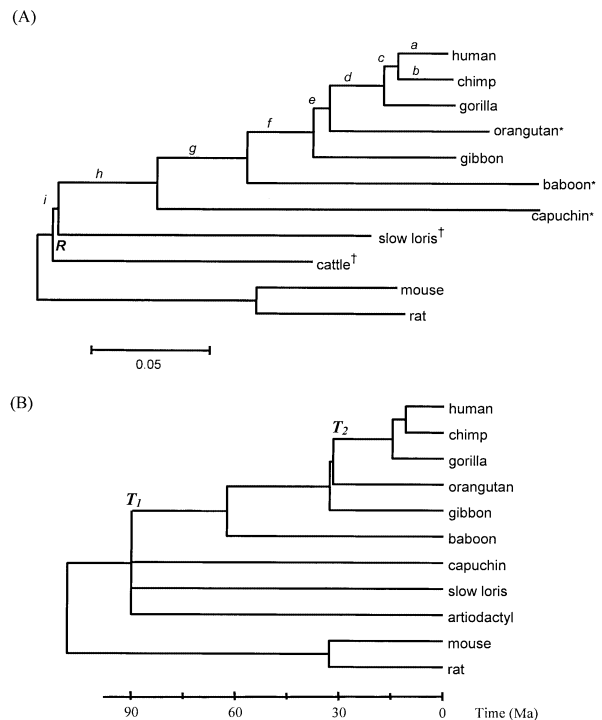 (A)
a
human
c
b
chimp
d
gorilla
e
orangutan*
f
gibbon
g
baboon*
h
capuchin*
i
slow loris†
R
cattle†
mouse
rat
0.05
(B)
human
T2
chimp
gorilla
orangutan
T1
gibbon
baboon
capuchin
slow loris
artiodactyl
mouse
rat
90 60 30 0 Time (Ma)